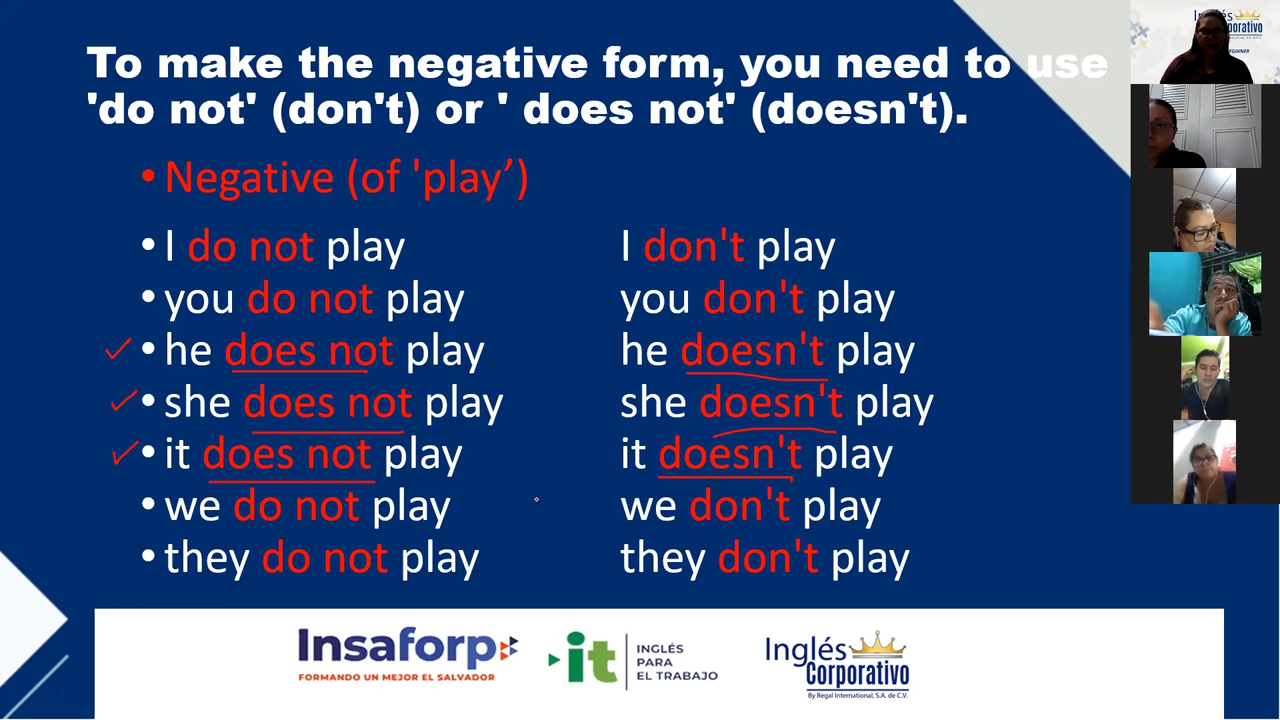 To make the negative form, you need to use
'do not' (don't) or ' does not' (doesn't).
• Negative (of 'play’)
• I do not play
I don't play
• you do not play
you don't play
• he does not play
he doesn't play
• she does not play
she doesn't play
• it does not play
it doesn't play
• we do not play
we don't play
• they do not play
they don't play
Insaforp
FORMANDO UN MEJOR EL SALVADOR
it
INGLÉS
PARA
EL TRABAJO
Inglés
Corporativo
By Regal International, S.A. de C.V.